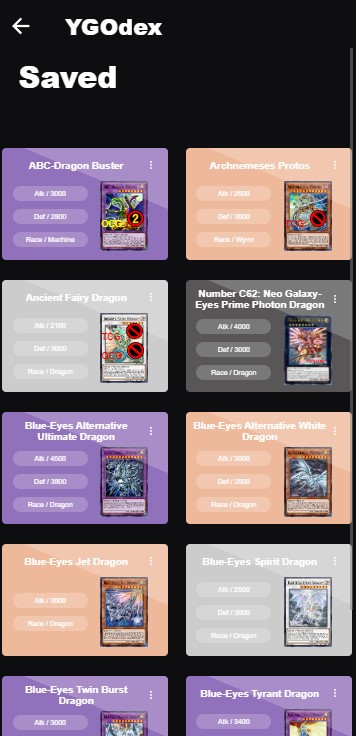 YGOdex
Saved
ABC-Dragon Buster
Atk / 3000
Def / 2800
Race / Machine
OCG 2
Archnemeses Protos
Atk / 2500
Def / 3000
Race / Wyrm
Ancient Fairy Dragon
Atk / 2100
Def / 3000
Race / Dragon
TCG
OCG
Number C62: Neo Galaxy-
Eyes Prime Photon Dragon
Atk / 4000
Def / 3000
Race / Dragon
Blue-Eyes Alternative
Ultimate Dragon
Atk / 4500
Def / 3800
Race / Dragon
Blue-Eyes Alternative White
Dragon
Atk / 3000
Def / 2500
Race / Dragon
Blue-Eyes Jet Dragon
Atk / 3000
Race / Dragon
Blue-Eyes Spirit Dragon
Atk / 2500
Def / 3000
Race / Dragon
Blue-Eyes Twin Burst
Dragon
Atk / 3000
Blue-Eyes Tyrant Dragon
Atk / 3400